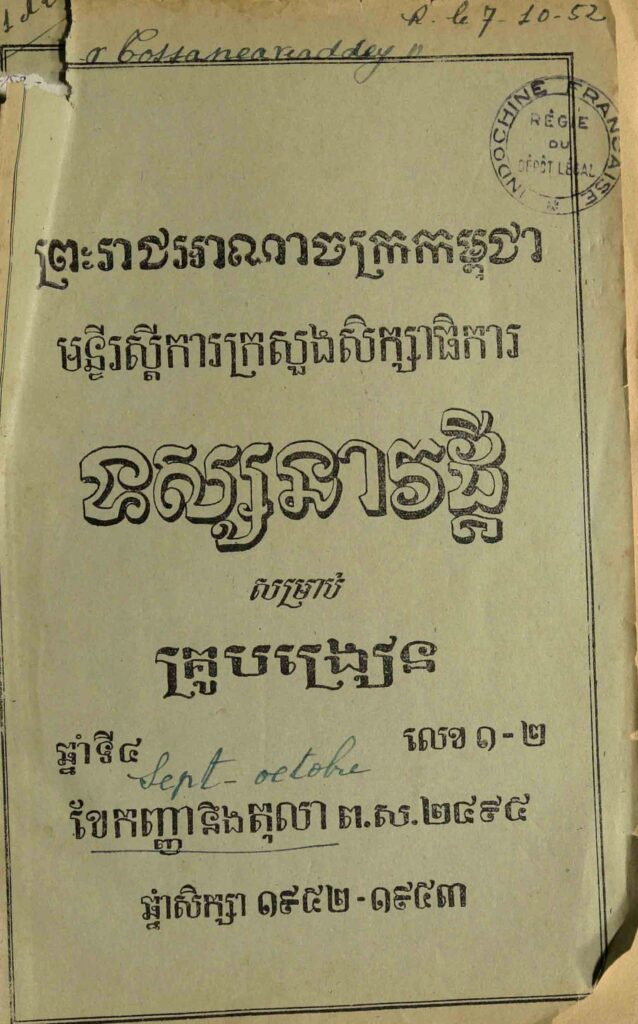 R. le 7-10-52
"Tossaneavaddey"
INDOCHINE FRANÇAISE
RÉGIE
DU
DÉPÔT LÉGAL
ព្រះរាជអាណាចក្រកម្ពុជា
មន្ទីរស្តីការក្រសួងសិក្សាធិការ
ទស្សនាវដ្តី
សម្រាប់
គ្រូបង្រៀន
ឆ្នាំទី៤ លេខ ១-២
Sept-octobre
ខែកញ្ញានិងតុលា ព.ស.២៤៩៥
ឆ្នាំសិក្សា ១៩៥២-១៩៥៣